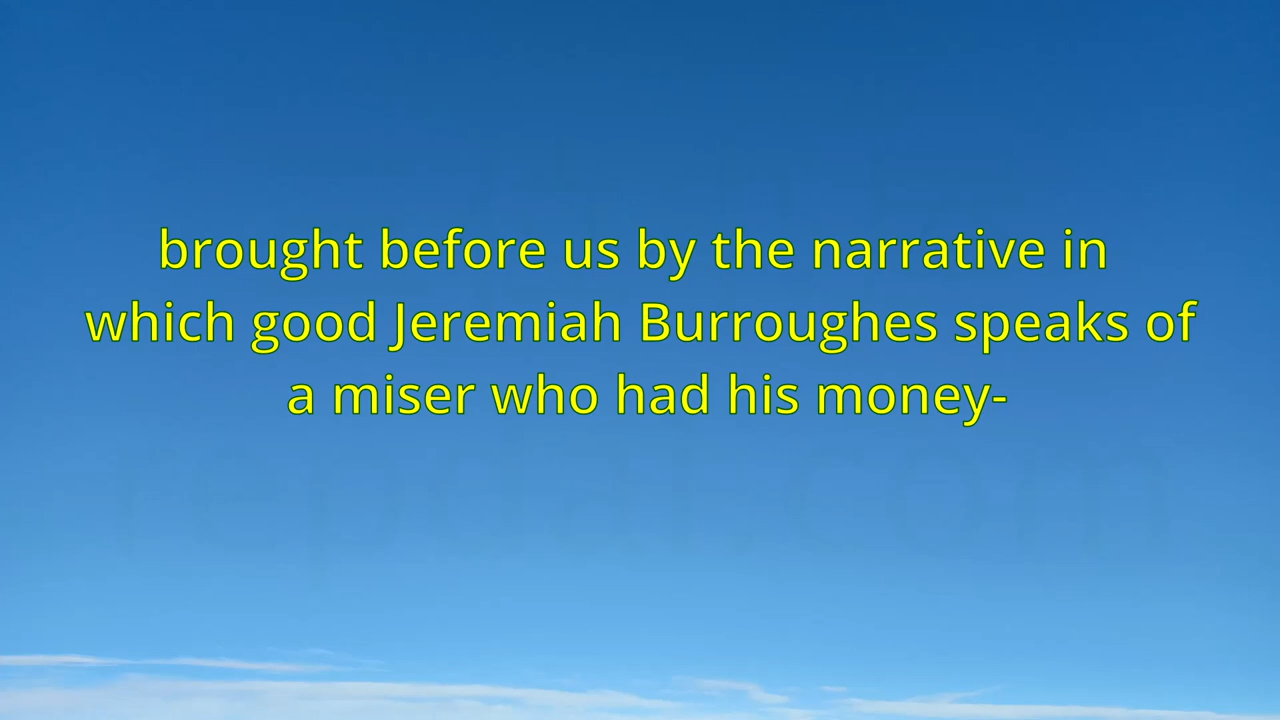 brought before us by the narrative in
which good Jeremiah Burroughes speaks of
a miser who had his money-